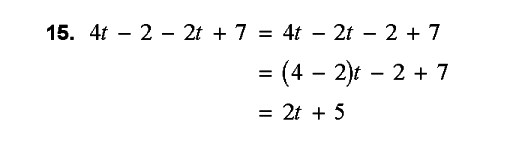 15. 4t − 2 − 2t + 7 = 4t − 2t − 2 + 7
= (4 − 2)t − 2 + 7
= 2t + 5